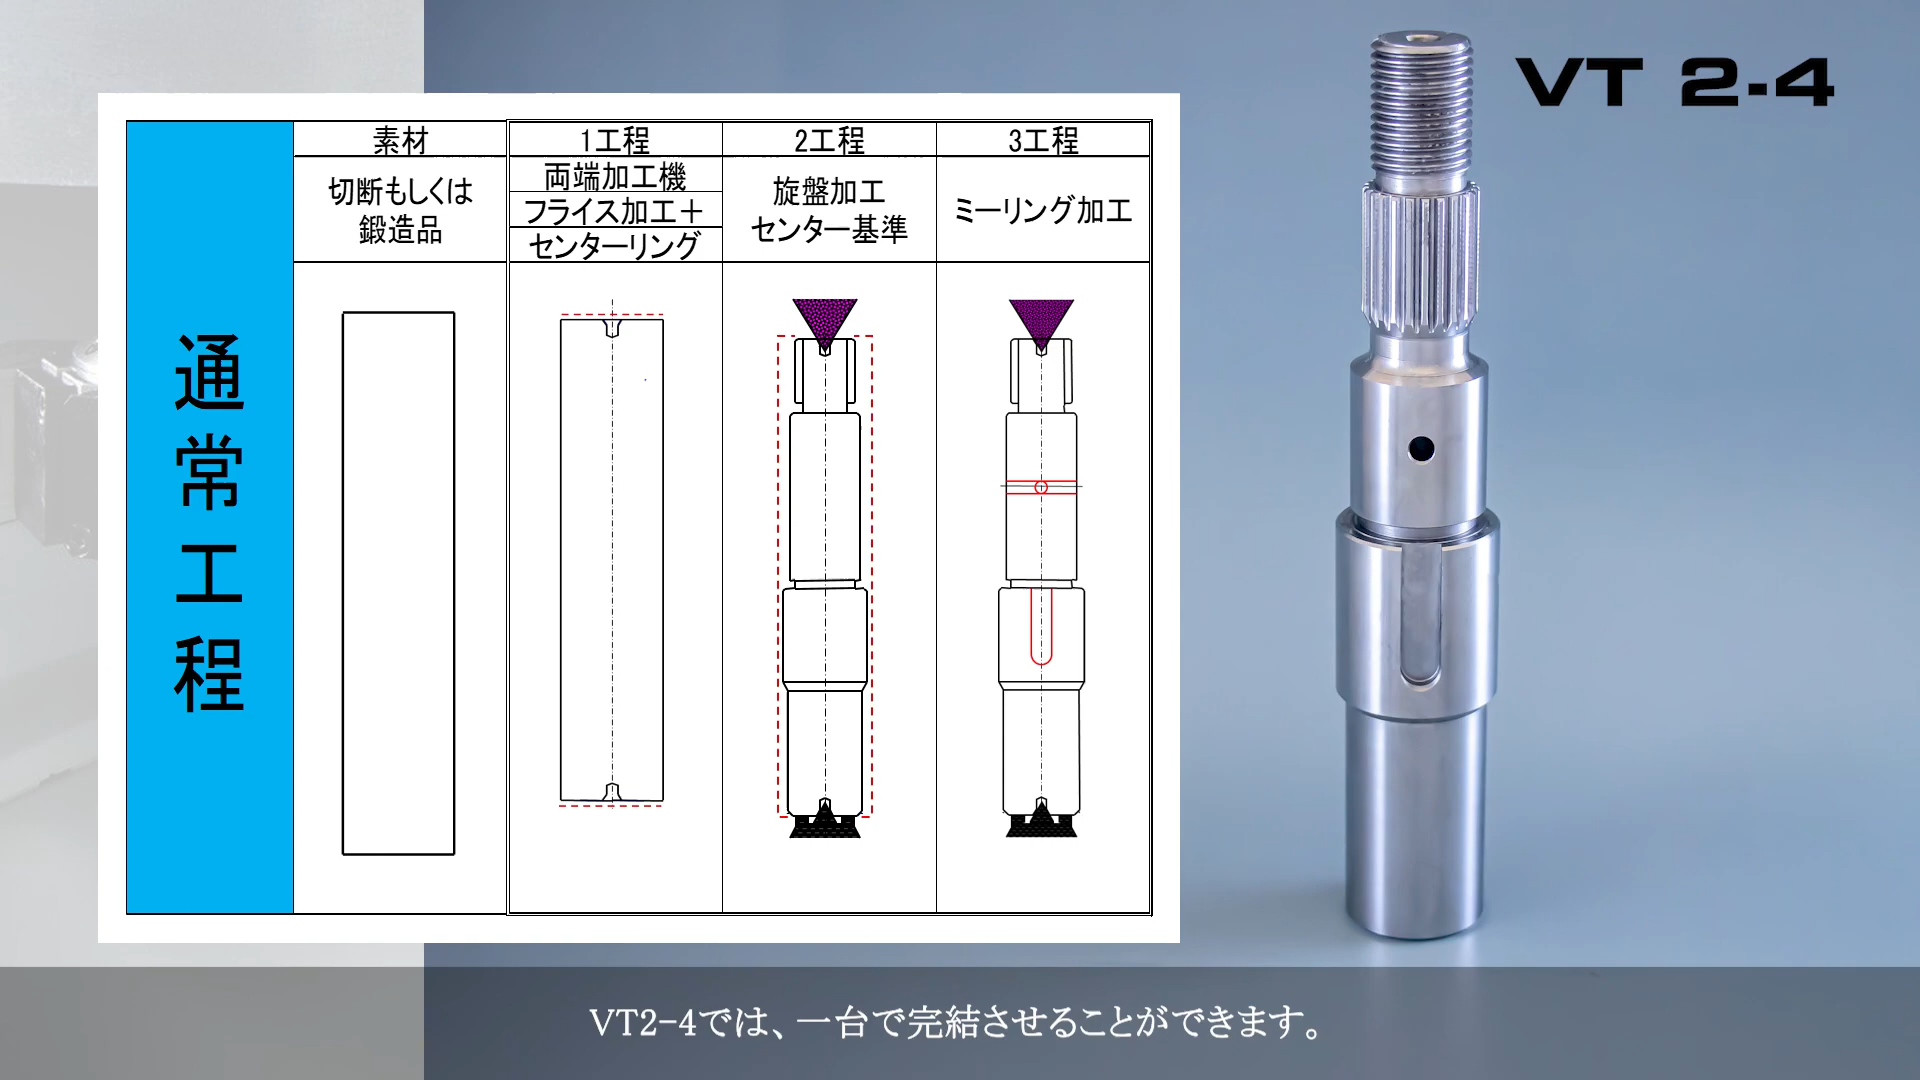 VT 2-4
通常工程
素材
1工程
2工程
3工程
切断もしくは
鍛造品
両端加工機
フライス加工＋
センターリング
旋盤加工
センター基準
ミーリング加工
VT2-4では、一台で完結させることができます。